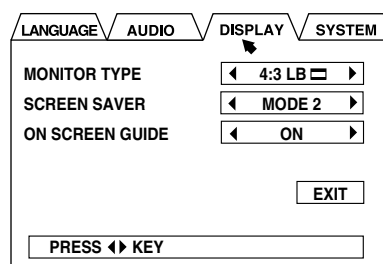 LANGUAGE AUDIO DISPLAY SYSTEM
MONITOR TYPE ◀ 4:3 LB ▶
SCREEN SAVER ◀ MODE 2 ▶
ON SCREEN GUIDE ◀ ON ▶
EXIT
PRESS ◀▶ KEY